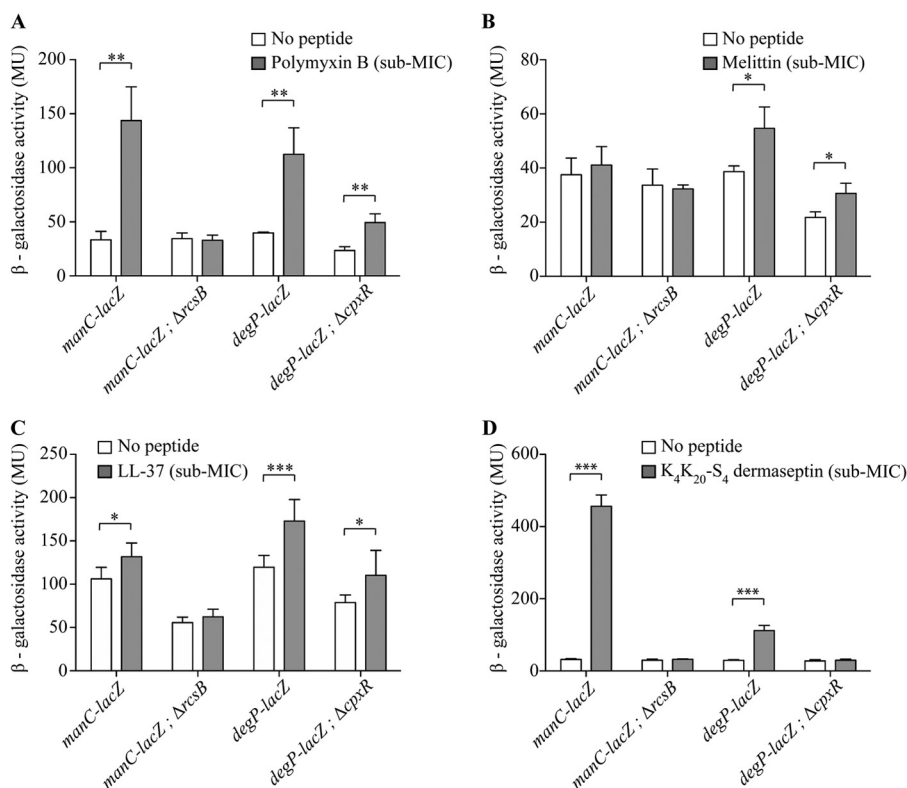 A
β - galactosidase activity (MU)
200
150
100
50
0
No peptide
Polymyxin B (sub-MIC)
**
**
**
manC-lacZ
manC-lacZ ; ΔrcsB
degP-lacZ
degP-lacZ ; ΔcpxR
B
β - galactosidase activity (MU)
80
60
40
20
0
No peptide
Melittin (sub-MIC)
*
*
manC-lacZ
manC-lacZ ; ΔrcsB
degP-lacZ
degP-lacZ ; ΔcpxR
C
β - galactosidase activity (MU)
250
200
150
100
50
0
No peptide
LL-37 (sub-MIC)
*
***
*
manC-lacZ
manC-lacZ ; ΔrcsB
degP-lacZ
degP-lacZ ; ΔcpxR
D
β - galactosidase activity (MU)
600
400
200
0
No peptide
K₄K₂₀-S₄ dermaseptin (sub-MIC)
***
***
manC-lacZ
manC-lacZ ; ΔrcsB
degP-lacZ
degP-lacZ ; ΔcpxR